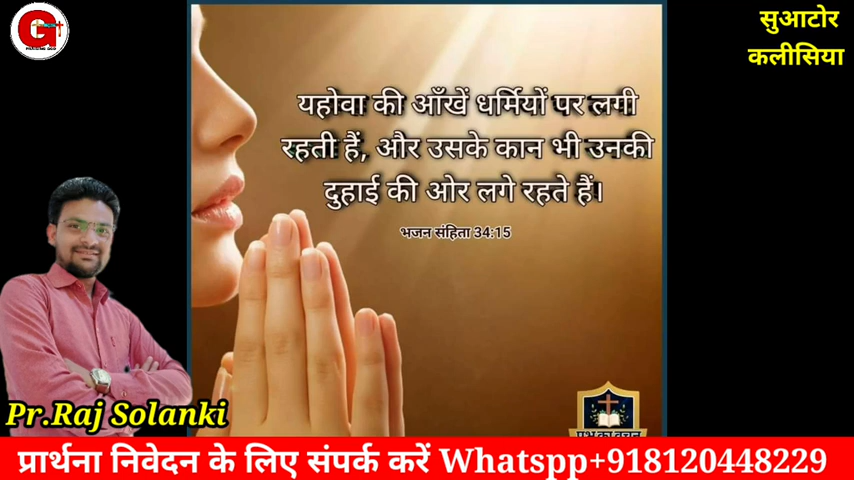 सुआटोर
कलीसिया
यहोवा की आँखें धर्मियों पर लगी
रहती हैं, और उसके कान भी उनकी
दुहाई की ओर लगे रहते हैं।
भजन संहिता 34:15
Pr.Raj Solanki
प्रार्थना निवेदन के लिए संपर्क करें Whatspp+918120448229